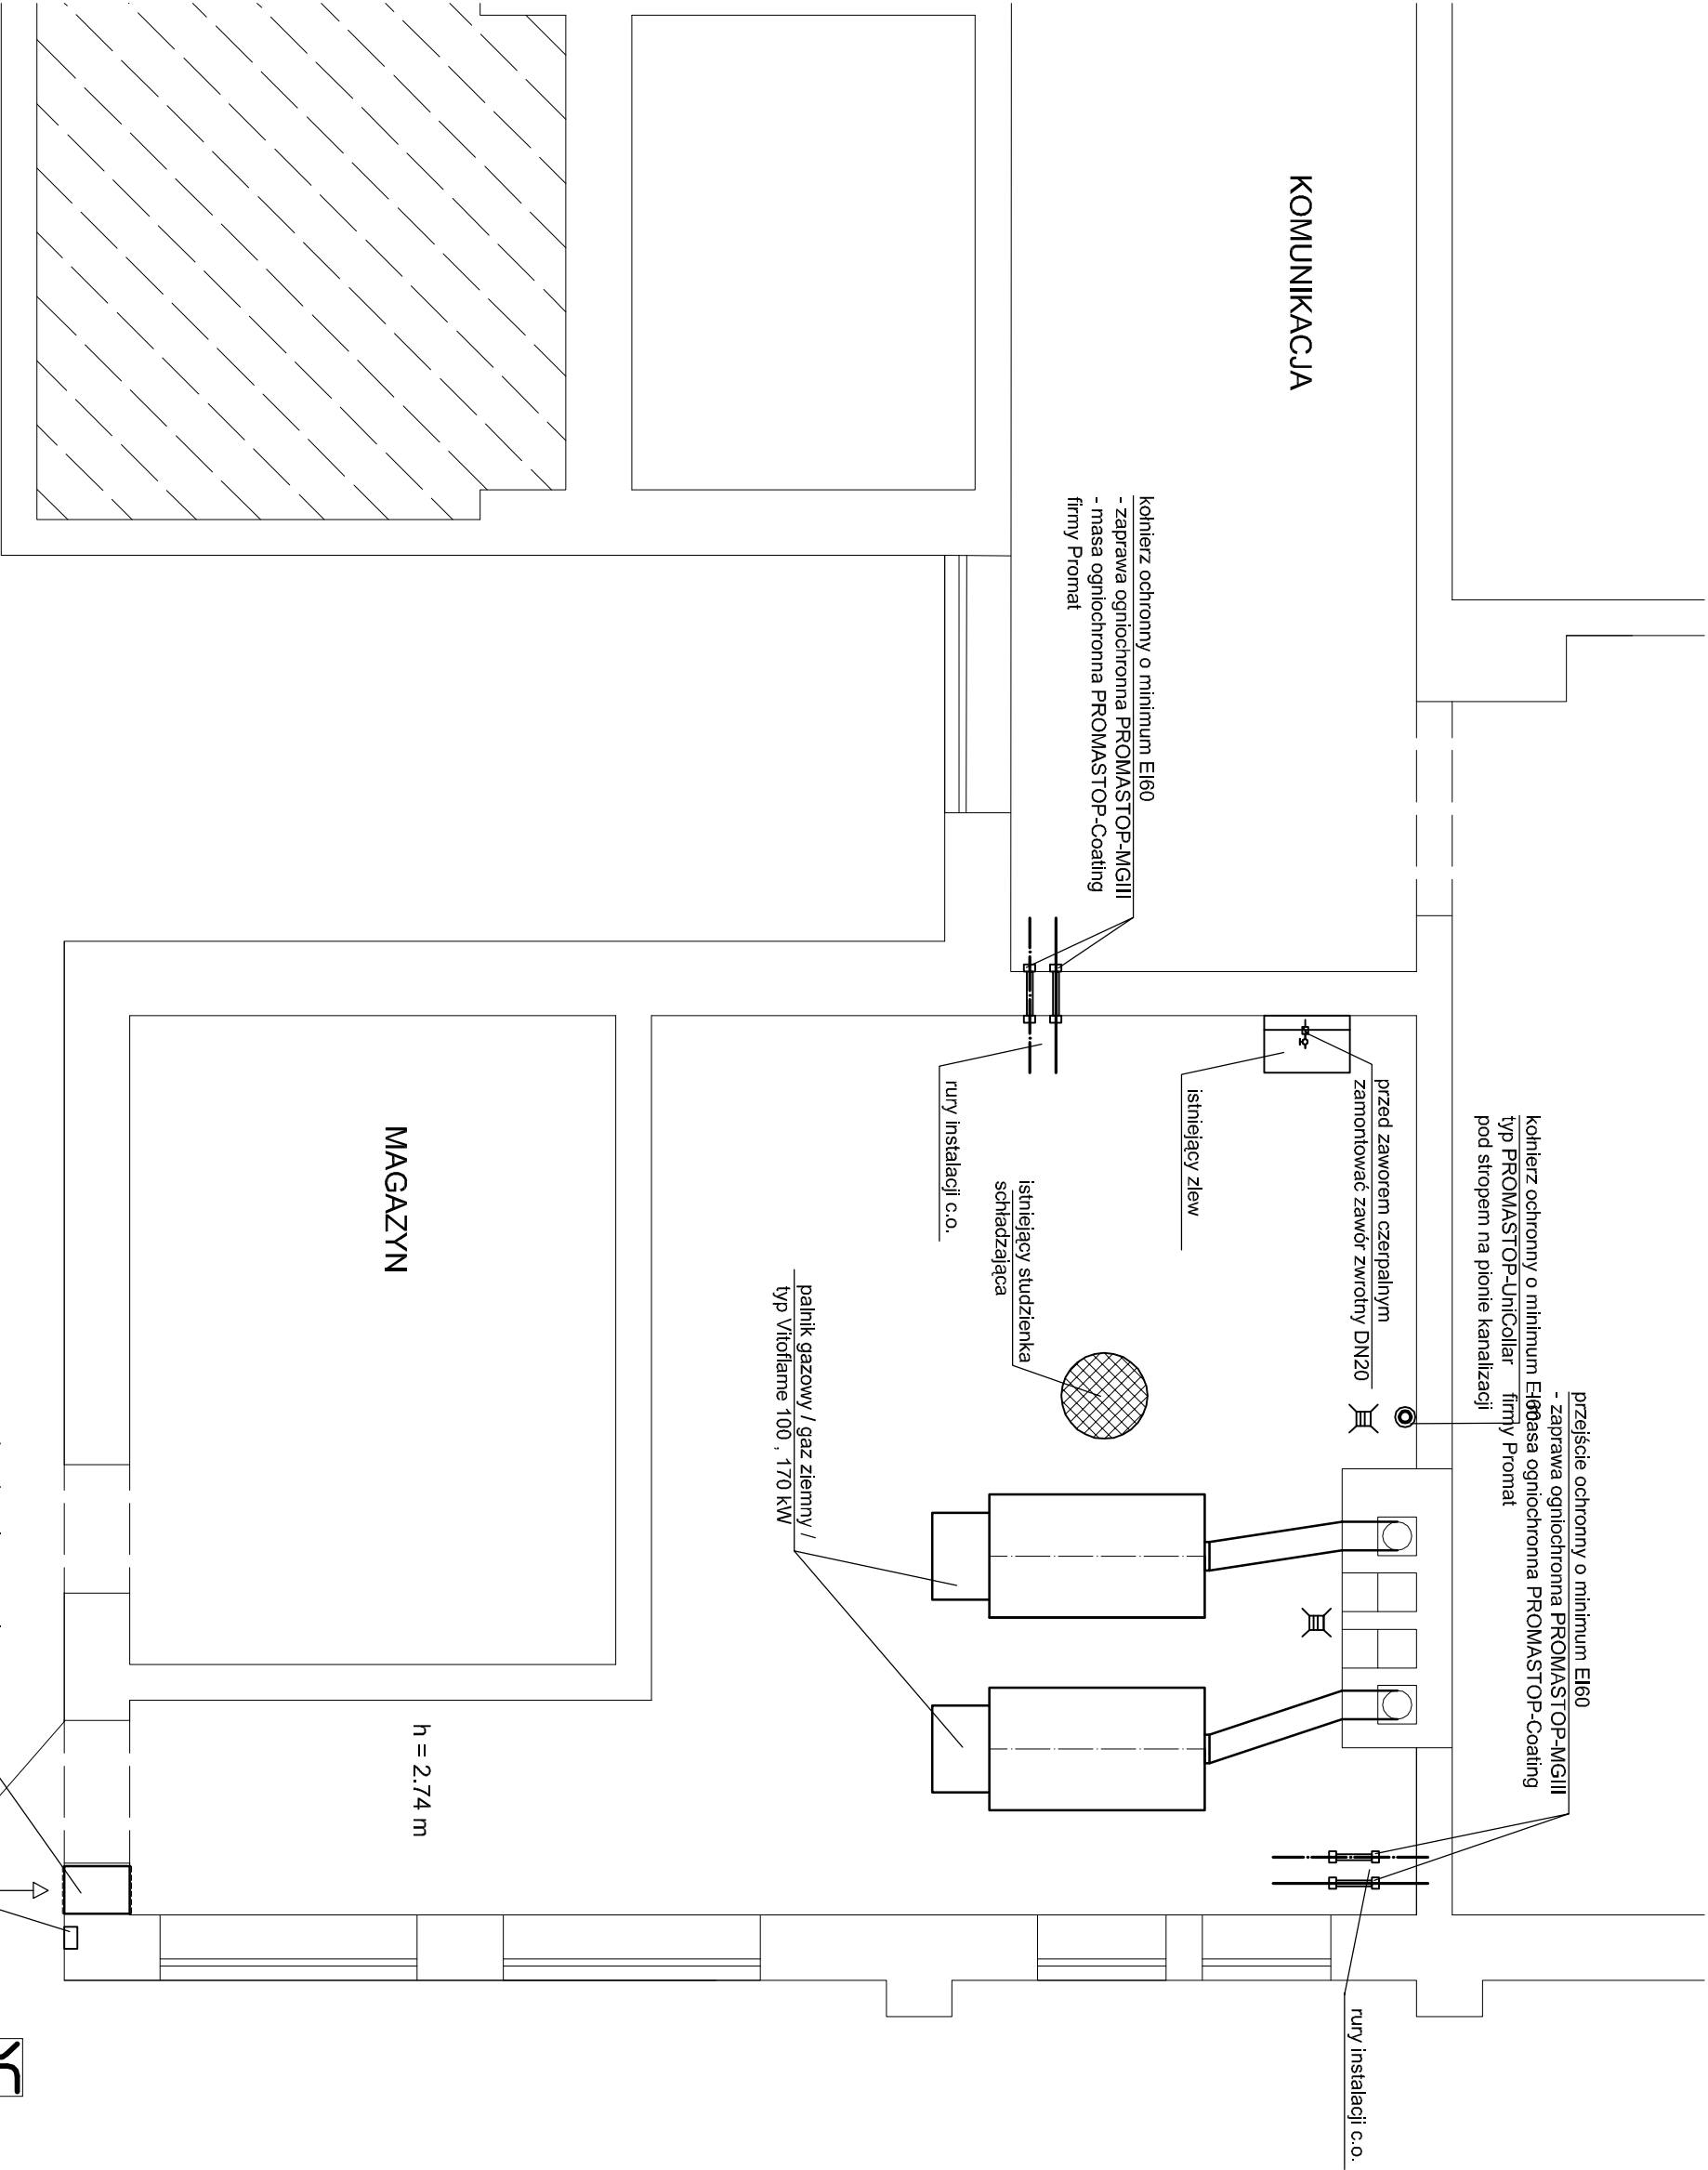 KOMUNIKACJA
kołnierz ochronny o minimum EI60
- zaprawa ogniochronna PROMASTOP-MGIII
- masa ogniochronna PROMASTOP-Coating
firmy Promat
przejście ochronny o minimum EI60
- zaprawa ogniochronna PROMASTOP-MGIII
- masa ogniochronna PROMASTOP-Coating
firmy Promat
kołnierz ochronny o minimum EI60
typ PROMASTOP-UniCollar
pod stropem na pionie kanalizacji
przed zaworem czerpalnym
zamontować zawór zwrotny DN20
istniejący zlew
istniejący studzienka
schładzająca
rury instalacji c.o.
palnik gazowy / gaz ziemny /
typ Vitoflame 100 , 170 kW
rury instalacji c.o.
MAGAZYN
h = 2.74 m